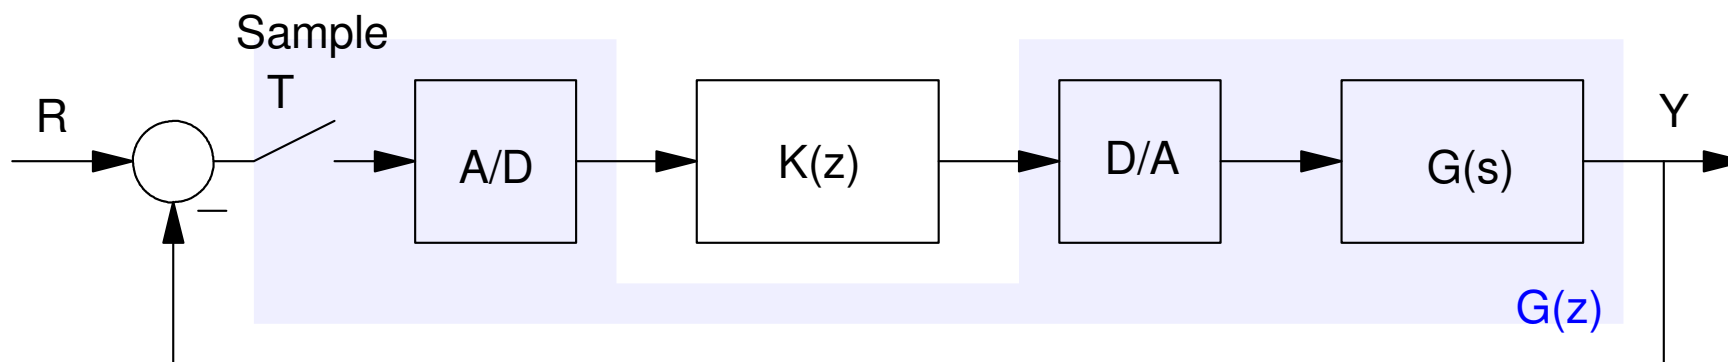 Sample
T
R
A/D
K(z)
D/A
G(s)
Y
G(z)